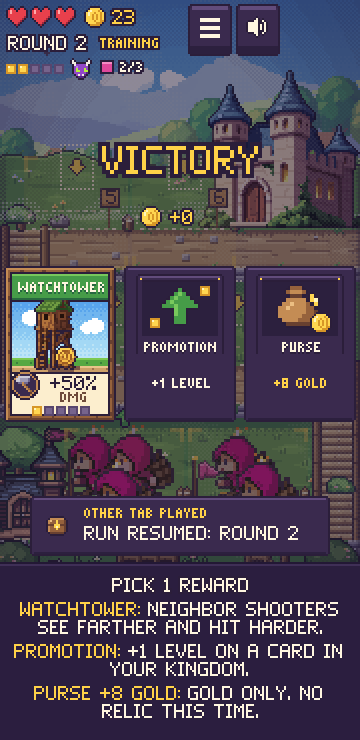 23
ROUND 2 TRAINING
2/3
VICTORY
5 6
+0
WATCHTOWER
+50%
DMG
PROMOTION
+1 LEVEL
PURSE
+8 GOLD
OTHER TAB PLAYED
RUN RESUMED: ROUND 2
PICK 1 REWARD
WATCHTOWER: NEIGHBOR SHOOTERS
SEE FARTHER AND HIT HARDER.
PROMOTION: +1 LEVEL ON A CARD IN
YOUR KINGDOM.
PURSE +8 GOLD: GOLD ONLY. NO
RELIC THIS TIME.